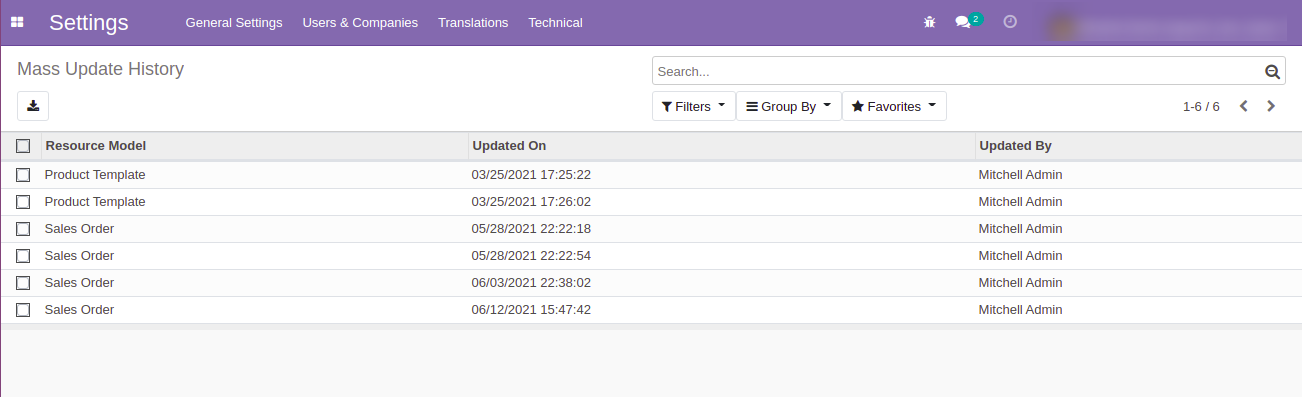 Settings General Settings Users & Companies Translations Technical 2
Mass Update History
Search...
Filters Group By Favorites 1-6 / 6
Resource Model Updated On Updated By
Product Template 03/25/2021 17:25:22 Mitchell Admin
Product Template 03/25/2021 17:26:02 Mitchell Admin
Sales Order 05/28/2021 22:22:18 Mitchell Admin
Sales Order 05/28/2021 22:22:54 Mitchell Admin
Sales Order 06/03/2021 22:38:02 Mitchell Admin
Sales Order 06/12/2021 15:47:42 Mitchell Admin